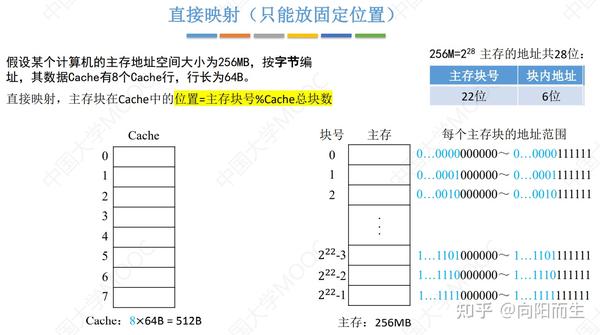 直接映射（只能放固定位置）
假设某个计算机的主存地址空间大小为256MB，按字节编
址，其数据Cache有8个Cache行，行长为64B。
直接映射，主存块在Cache中的位置=主存块号%Cache总块数
256M=2²⁸ 主存的地址共28位：
主存块号 块内地址
22位 6位
Cache
0
1
2
3
4
5
6
7
Cache：8×64B = 512B
块号 主存 每个主存块的地址范围
0 0...0000000000～ 0...0000111111
1 0...0001000000～ 0...0001111111
2 0...0010000000～ 0...0010111111
⋮
2²²-3 1...1101000000～ 1...1101111111
2²²-2 1...1110000000～ 1...1110111111
2²²-1 1...1111000000～ 1...1111111111
主存：256MB
中国大学MOOC
知乎 @向阳而生